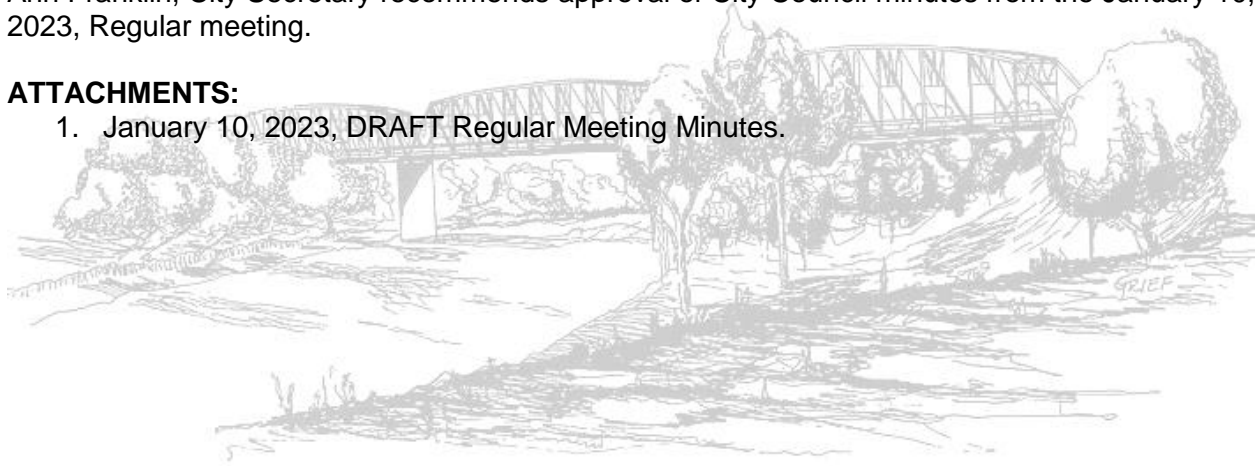 Ann Franklin, City Secretary recommends approval of City Council minutes from the January 10,
2023, Regular meeting.
ATTACHMENTS:
1. January 10, 2023, DRAFT Regular Meeting Minutes.
GRIEF